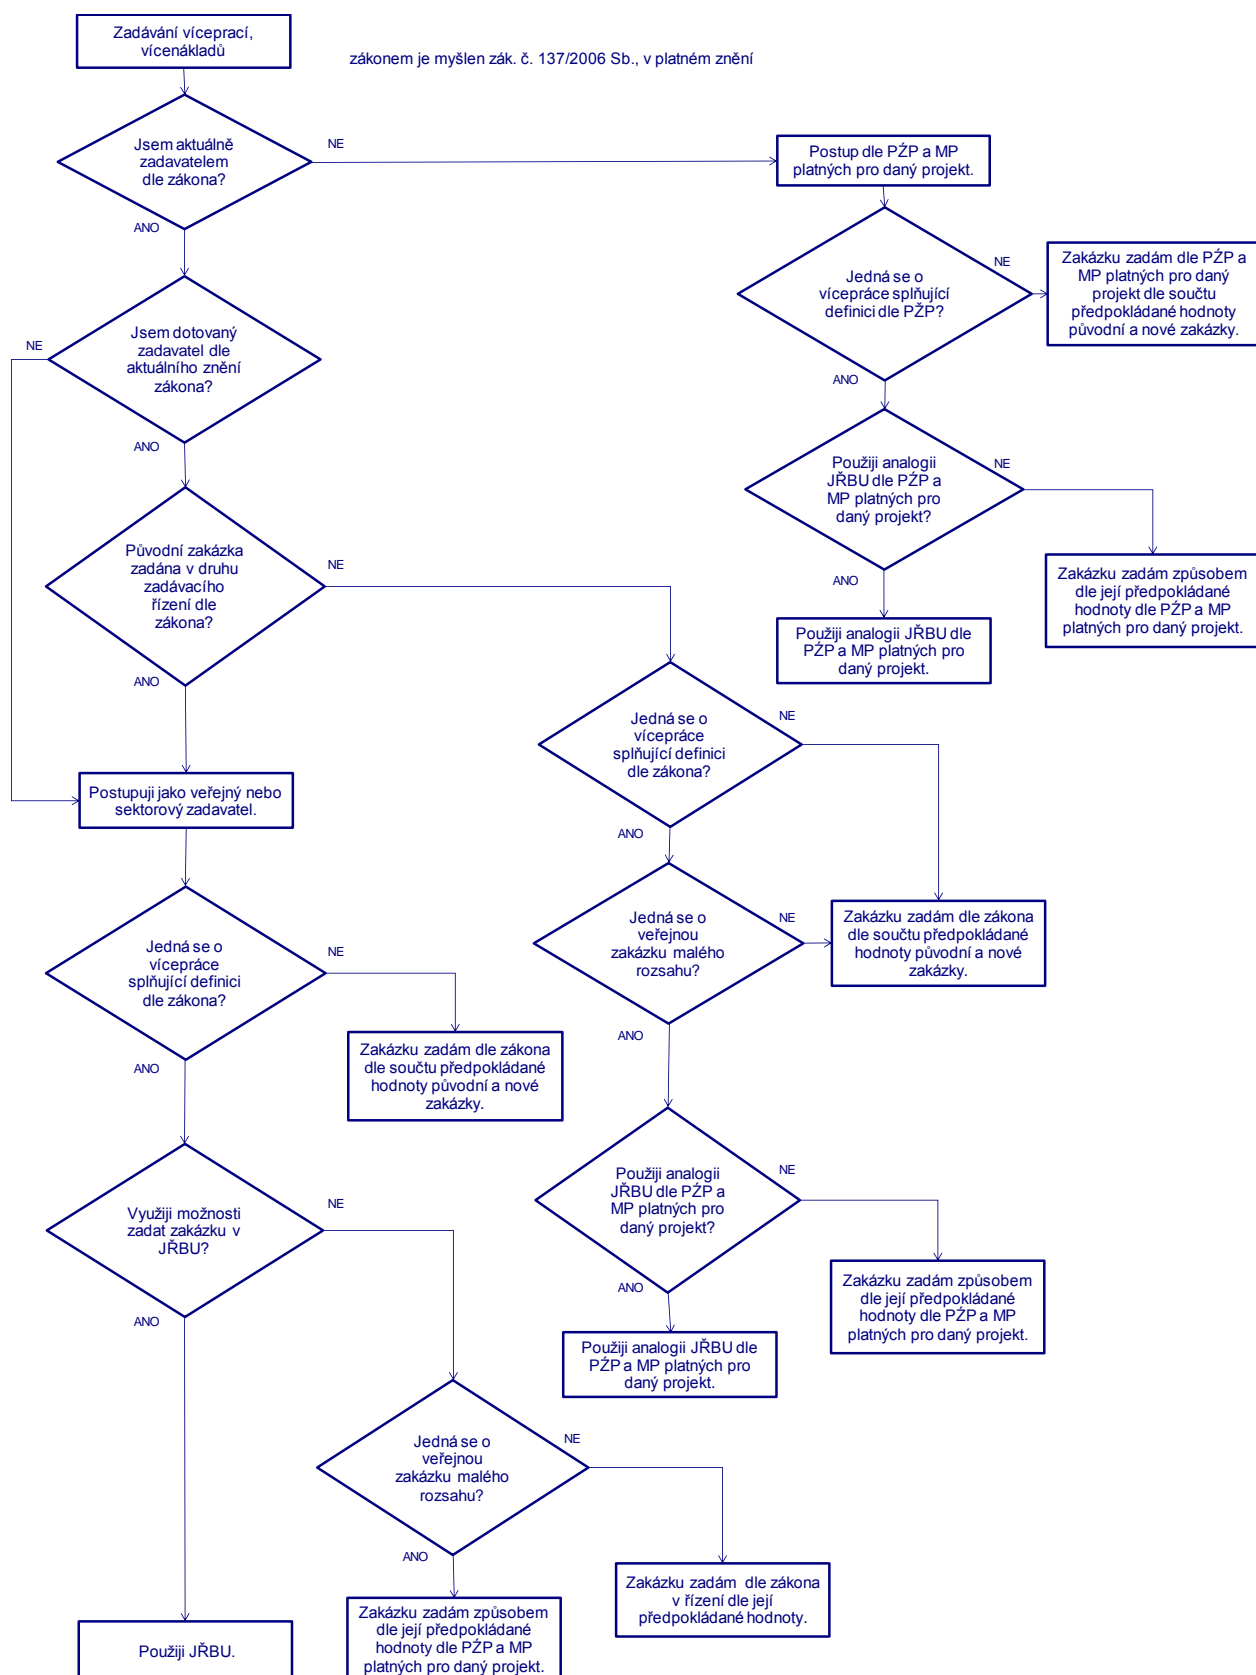 Zadávání víceprací,
vícenákladů
zákonem je myšlen zák. č. 137/2006 Sb., v platném znění
Jsem aktuálně
zadavatelem
dle zákona?
NE
ANO
Postup dle PŹP a MP
platných pro daný projekt.
Jedná se o
vícepráce splňující
definici dle PŽP?
NE
ANO
Zakázku zadám dle PŹP a
MP platných pro daný
projekt dle součtu
předpokládané hodnoty
původní a nové zakázky.
Jsem dotovaný
zadavatel dle
aktuálního znění
zákona?
NE
ANO
Použiji analogii
JŘBU dle PŹP a
MP platných pro
daný projekt?
NE
ANO
Zakázku zadám způsobem
dle její předpokládané
hodnoty dle PŹP a MP
platných pro daný projekt.
Použiji analogii JŘBU dle
PŹP a MP platných pro
daný projekt.
Původní zakázka
zadána v druhu
zadávacího
řízení dle
zákona?
NE
ANO
Jedná se o
vícepráce
splňující definici
dle zákona?
NE
ANO
Postupuji jako veřejný nebo
sektorový zadavatel.
Jedná se o
veřejnou
zakázku malého
rozsahu?
NE
ANO
Zakázku zadám dle zákona
dle součtu předpokládané
hodnoty původní a nové
zakázky.
Jedná se o
vícepráce
splňující definici
dle zákona?
NE
ANO
Zakázku zadám dle zákona
dle součtu předpokládané
hodnoty původní a nové
zakázky.
Použiji analogii
JŘBU dle PŹP a
MP platných pro
daný projekt?
NE
ANO
Zakázku zadám způsobem
dle její předpokládané
hodnoty dle PŹP a MP
platných pro daný projekt.
Použiji analogii JŘBU dle
PŹP a MP platných pro
daný projekt.
Využiji možnosti
zadat zakázku v
JŘBU?
NE
ANO
Jedná se o
veřejnou
zakázku malého
rozsahu?
NE
ANO
Zakázku zadám dle zákona
v řízení dle její
předpokládané hodnoty.
Zakázku zadám způsobem
dle její předpokládané
hodnoty dle PŹP a MP
platných pro daný projekt.
Použiji JŘBU.